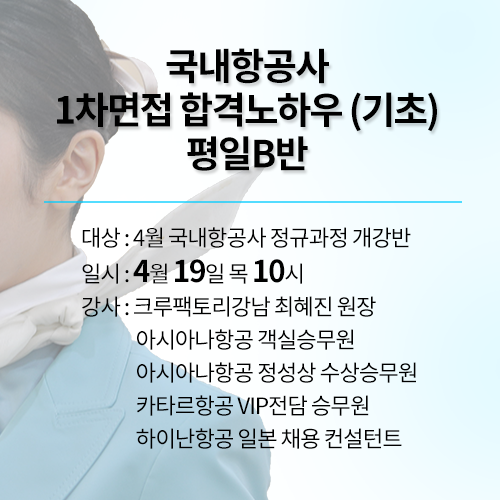 국내항공사
1차면접 합격노하우 (기초)
평일B반
대상 : 4월 국내항공사 정규과정 개강반
일시 : 4월 19일 목 10시
강사 : 크루팩토리강남 최혜진 원장
아시아나항공 객실승무원
아시아나항공 정성상 수상승무원
카타르항공 VIP전담 승무원
하이난항공 일본 채용 컨설턴트